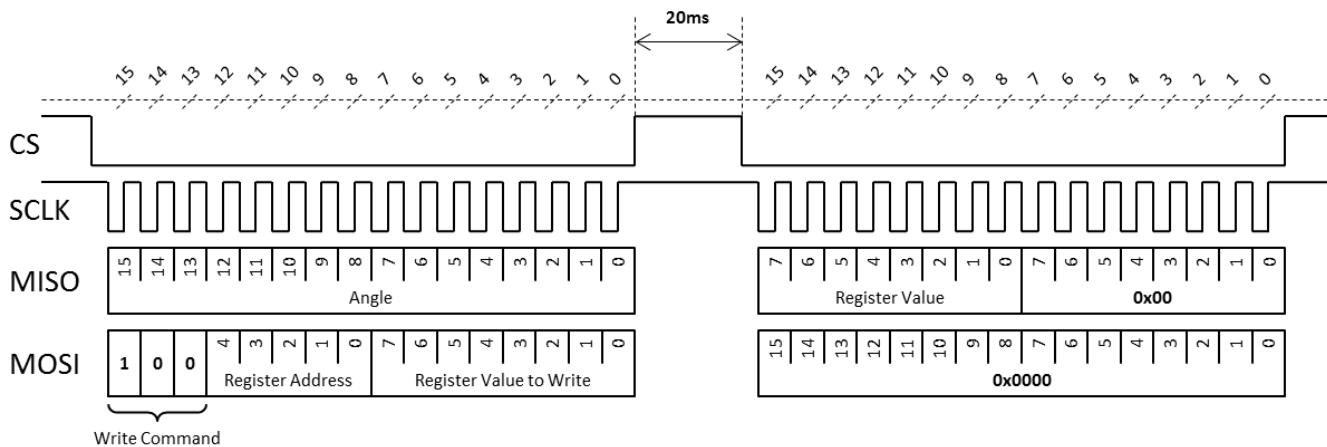 20ms
15 14 13 12 11 10 9 8 7 6 5 4 3 2 1 0 15 14 13 12 11 10 9 8 7 6 5 4 3 2 1 0
CS
SCLK
MISO 15 14 13 12 11 10 9 8 7 6 5 4 3 2 1 0 7 6 5 4 3 2 1 0 7 6 5 4 3 2 1 0
Angle Register Value 0x00
MOSI 1 0 0 4 3 2 1 0 7 6 5 4 3 2 1 0 15 14 13 12 11 10 9 8 7 6 5 4 3 2 1 0
Register Address Register Value to Write 0x0000
Write Command